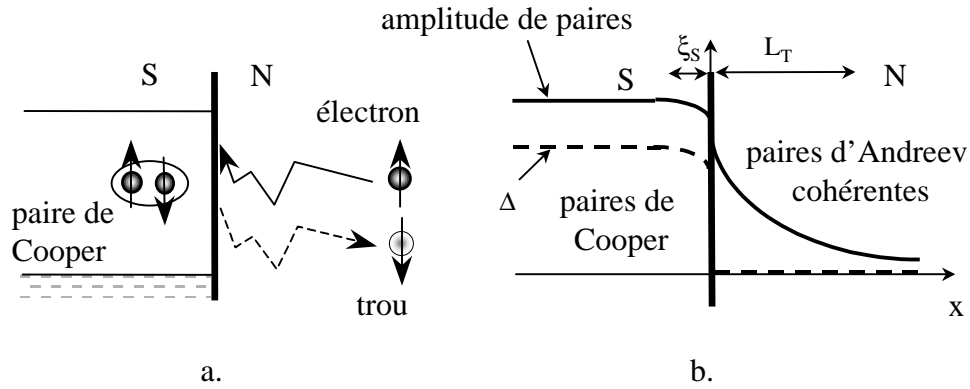 S
N
électron
paire de
Cooper
trou
a.
amplitude de paires
ξS
LT
S
N
Δ
paires de
Cooper
paires d'Andreev
cohérentes
x
b.